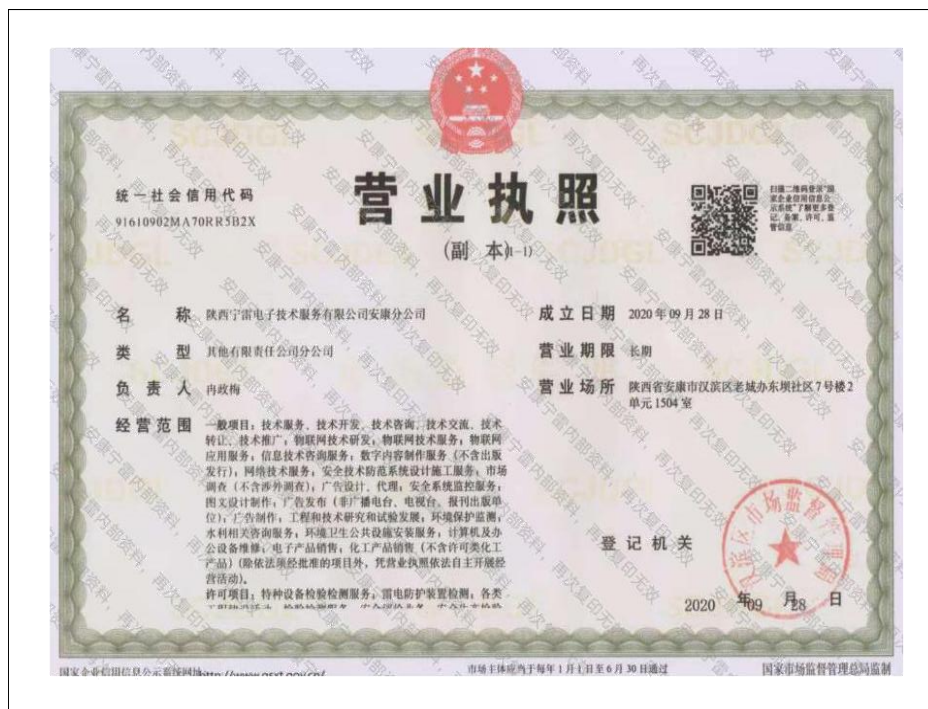 统一社会信用代码
91610902MA70RR5B2X
营业执照
(副 本)(1-1)
扫描二维码登录“国
家企业信用信息公
示系统”了解更多登
记、备案、许可、监
管信息
名 称 陕西宁雷电子技术服务有限公司安康分公司
类 型 其他有限责任公司分公司
负 责 人 冉政梅
经 营 范 围 一般项目：技术服务、技术开发、技术咨询、技术交流、技术
转让、技术推广；物联网技术研发；物联网技术服务；物联网
应用服务；信息技术咨询服务；数字内容制作服务（不含出版
发行）；网络技术服务；安全技术防范系统设计施工服务；市场
调查（不含涉外调查）；广告设计、代理；安全系统监控服务；
图文设计制作；广告发布（非广播电台、电视台、报刊出版单
位）；广告制作；工程和技术研究和试验发展；环境保护监测；
水利相关咨询服务；环境卫生公共设施安装服务；计算机及办
公设备维修；电子产品销售；化工产品销售（不含许可类化工
产品）（除依法须经批准的项目外，凭营业执照依法自主开展经
营活动）。
许可项目：特种设备检验检测服务；雷电防护装置检测；各类
成 立 日 期 2020 年 09 月 28 日
营 业 期 限 长期
营 业 场 所 陕西省安康市汉滨区老城办东坝社区7号楼2
单元1504室
登 记 机 关
汉滨区市场监督管理局
2020 年 09 月 28 日
国家企业信用信息公示系统网址http://www.gsxt.gov.cn/
市场主体应当于每年1月1日至6月30日通过
国家市场监督管理总局监制
SCJDGL
安康宁雷内部资料，再次复印无效